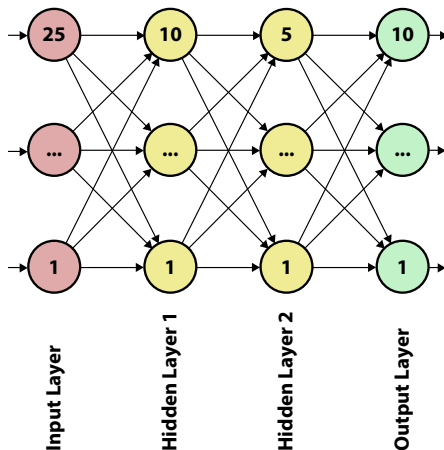 25 10 5 10
... ... ... ...
1 1 1 1
Input Layer
Hidden Layer 1
Hidden Layer 2
Output Layer